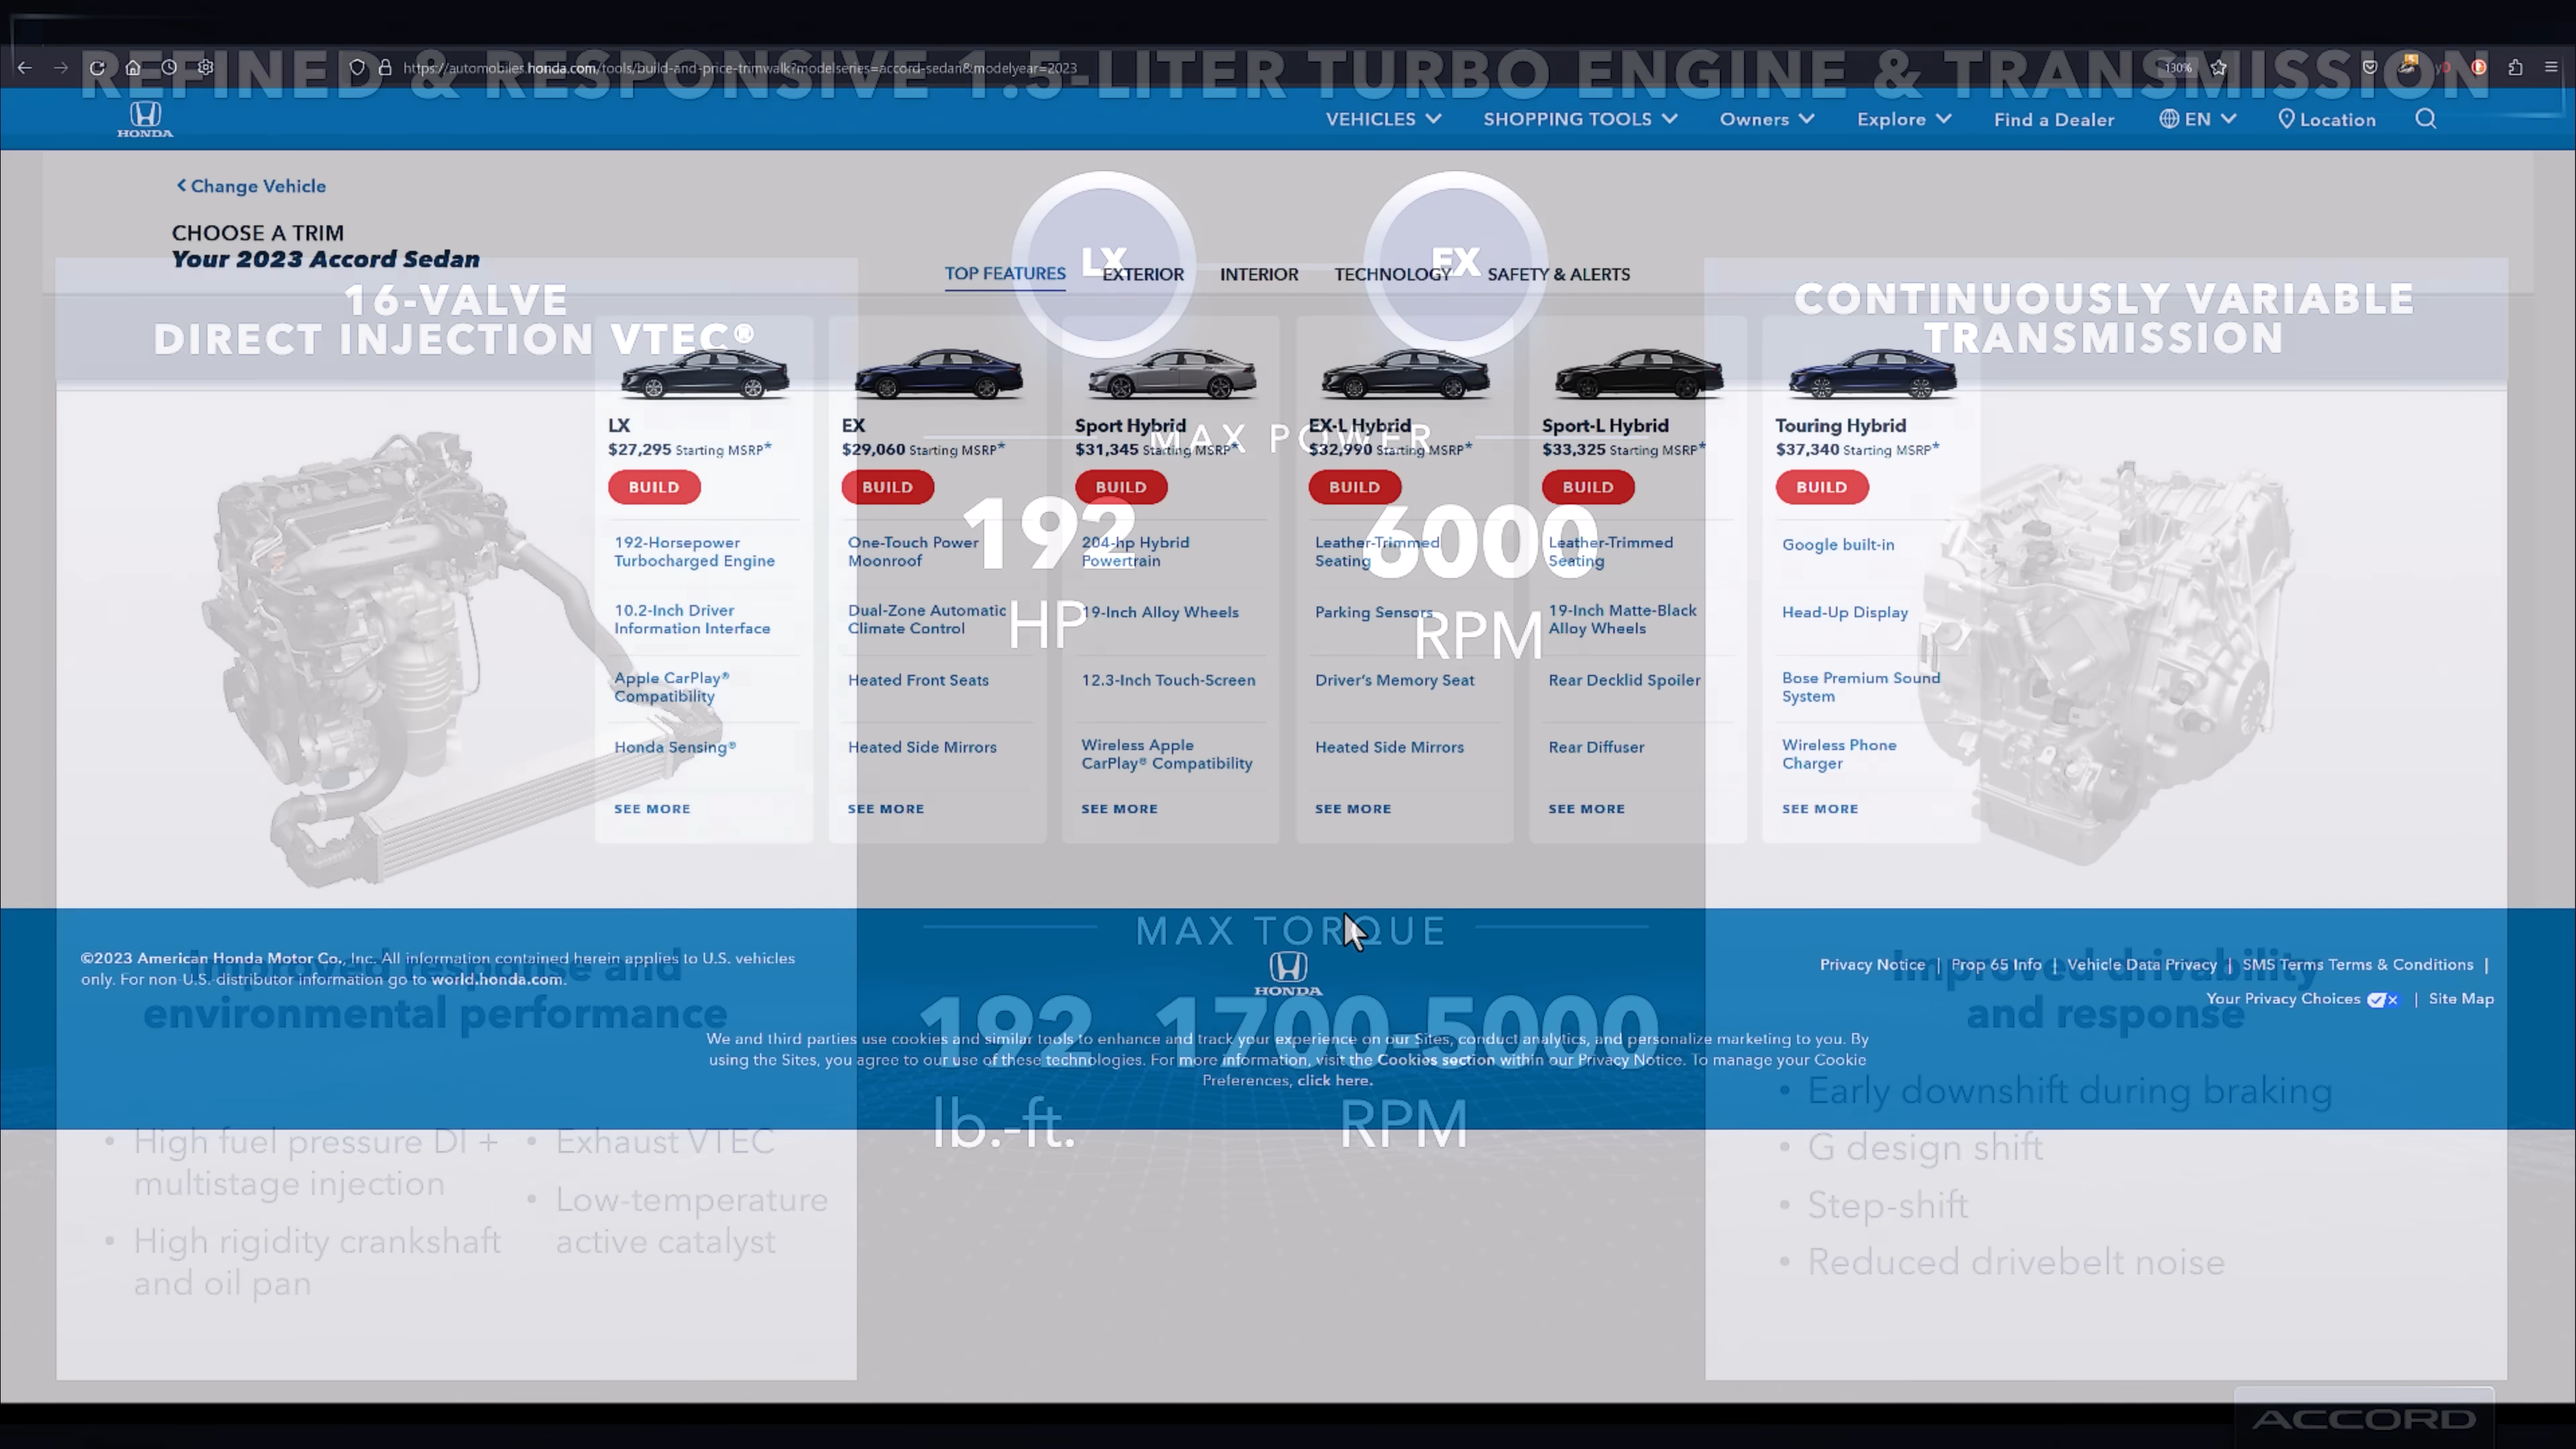 REFINED & RESPONSIVE 1.5-LITER TURBO ENGINE & TRANSMISSION
https://automobiles.honda.com/tools/build-and-price-trimwalk?modelseries=accord-sedan&modelyear=2023
130%
HONDA
VEHICLES
SHOPPING TOOLS
Owners
Explore
Find a Dealer
EN
Location
Change Vehicle
CHOOSE A TRIM
Your 2023 Accord Sedan
LX
EX
TOP FEATURES
EXTERIOR
INTERIOR
TECHNOLOGY
SAFETY & ALERTS
16-VALVE
DIRECT INJECTION VTEC®
CONTINUOUSLY VARIABLE
TRANSMISSION
LX
$27,295 Starting MSRP*
BUILD
192-Horsepower
Turbocharged Engine
10.2-Inch Driver
Information Interface
Apple CarPlay®
Compatibility
Honda Sensing®
SEE MORE
EX
$29,060 Starting MSRP*
BUILD
One-Touch Power
Moonroof
Dual-Zone Automatic
Climate Control
Heated Front Seats
Heated Side Mirrors
SEE MORE
Sport Hybrid
$31,345 Starting MSRP*
BUILD
204-hp Hybrid
Powertrain
19-Inch Alloy Wheels
12.3-Inch Touch-Screen
Wireless Apple
CarPlay® Compatibility
SEE MORE
EX-L Hybrid
$32,990 Starting MSRP*
BUILD
Leather-Trimmed
Seating
Parking Sensors
Driver's Memory Seat
Heated Side Mirrors
SEE MORE
Sport-L Hybrid
$33,325 Starting MSRP*
BUILD
Leather-Trimmed
Seating
19-Inch Matte-Black
Alloy Wheels
Rear Decklid Spoiler
Rear Diffuser
SEE MORE
Touring Hybrid
$37,340 Starting MSRP*
BUILD
Google built-in
Head-Up Display
Bose Premium Sound
System
Wireless Phone
Charger
SEE MORE
MAX POWER
192
HP
6000
RPM
MAX TORQUE
192
lb.-ft.
1700-5000
RPM
©2023 American Honda Motor Co., Inc. All information contained herein applies to U.S. vehicles
only. For non-U.S. distributor information go to world.honda.com.
HONDA
Privacy Notice | Prop 65 Info | Vehicle Data Privacy | SMS Terms Terms & Conditions |
Your Privacy Choices | Site Map
We and third parties use cookies and similar tools to enhance and track your experience on our Sites, conduct analytics, and personalize marketing to you. By
using the Sites, you agree to our use of these technologies. For more information, visit the Cookies section within our Privacy Notice. To manage your Cookie
Preferences, click here.
Improved response and
environmental performance
• High fuel pressure DI +
multistage injection
• High rigidity crankshaft
and oil pan
• Exhaust VTEC
• Low-temperature
active catalyst
Improved drivability
and response
• Early downshift during braking
• G design shift
• Step-shift
• Reduced drivebelt noise
ACCORD